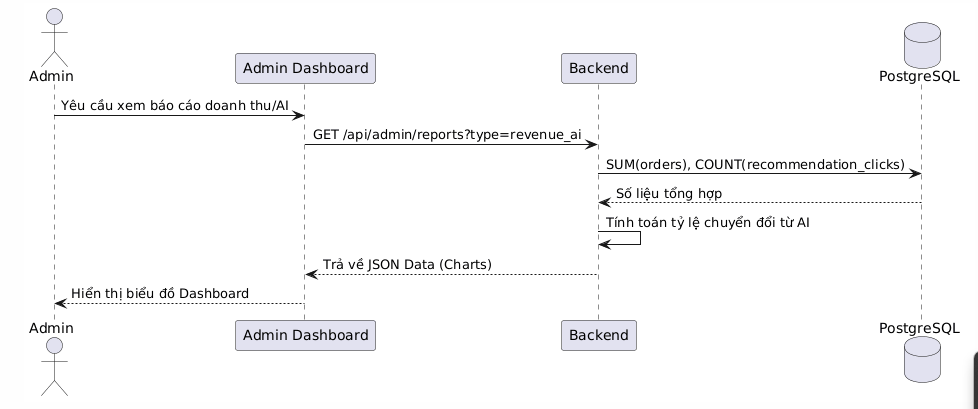 Admin
Admin Dashboard
Backend
PostgreSQL
Yêu cầu xem báo cáo doanh thu/AI
GET /api/admin/reports?type=revenue_ai
SUM(orders), COUNT(recommendation_clicks)
Số liệu tổng hợp
Tính toán tỷ lệ chuyển đổi từ AI
Trả về JSON Data (Charts)
Hiển thị biểu đồ Dashboard
Admin
Admin Dashboard
Backend
PostgreSQL